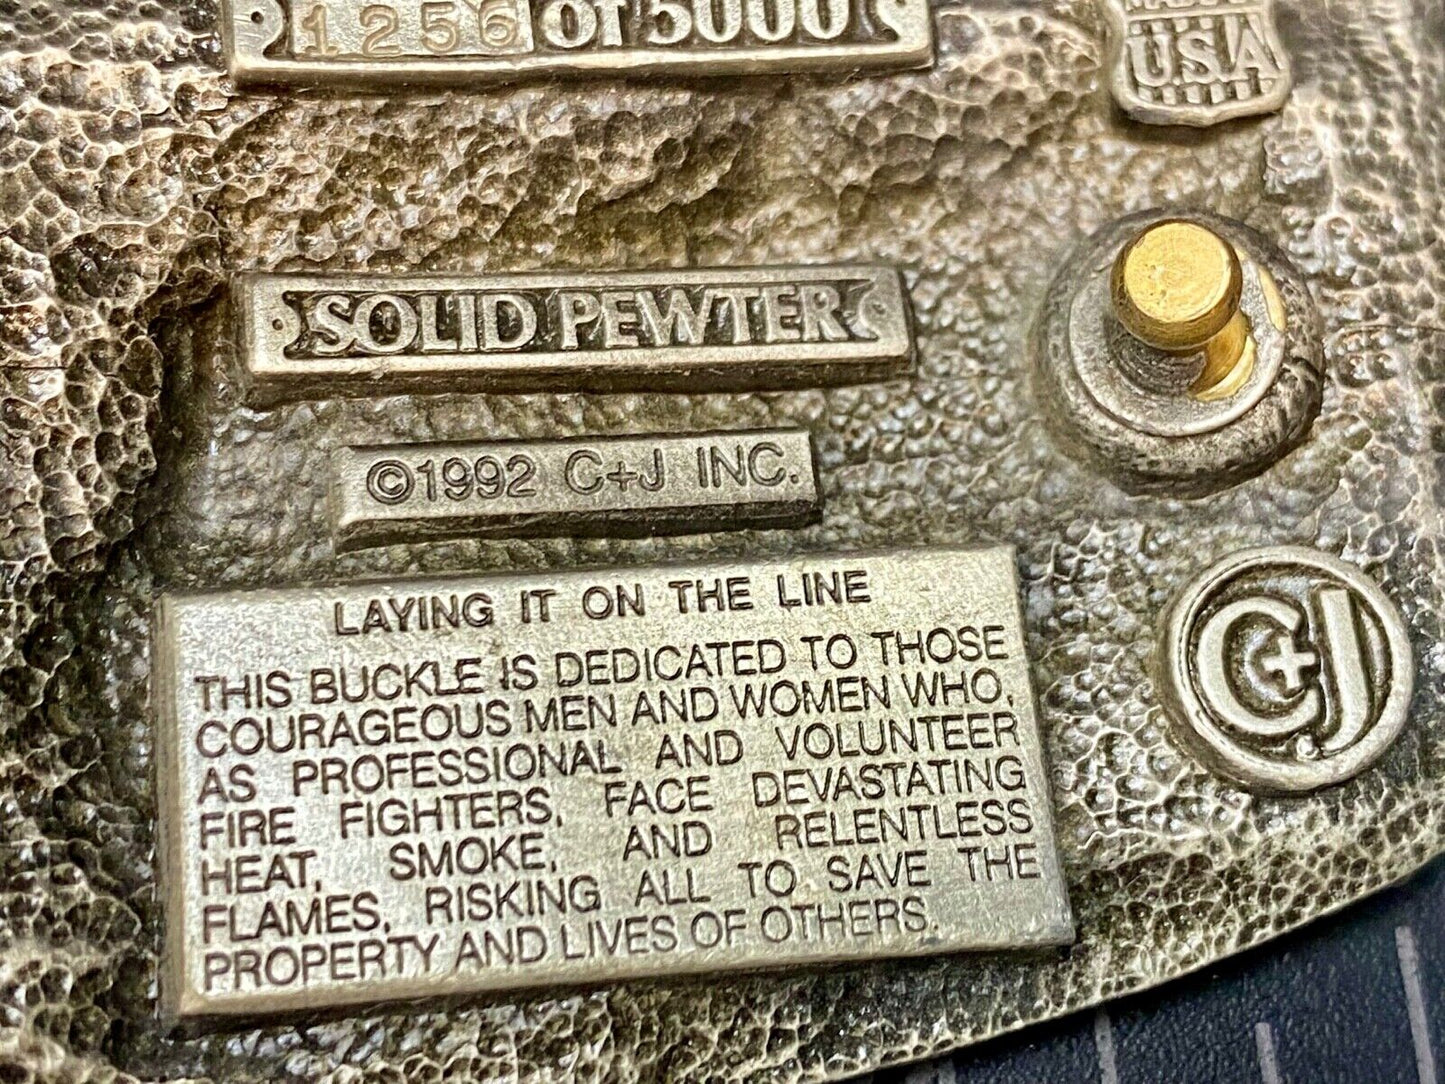 1256 of 5000
USA
SOLID PEWTER
©1992 C+J INC.
LAYING IT ON THE LINE
THIS BUCKLE IS DEDICATED TO THOSE
COURAGEOUS MEN AND WOMEN WHO,
AS PROFESSIONAL AND VOLUNTEER
FIRE FIGHTERS, FACE DEVASTATING
HEAT, SMOKE, AND RELENTLESS
FLAMES, RISKING ALL TO SAVE THE
PROPERTY AND LIVES OF OTHERS.
C+J